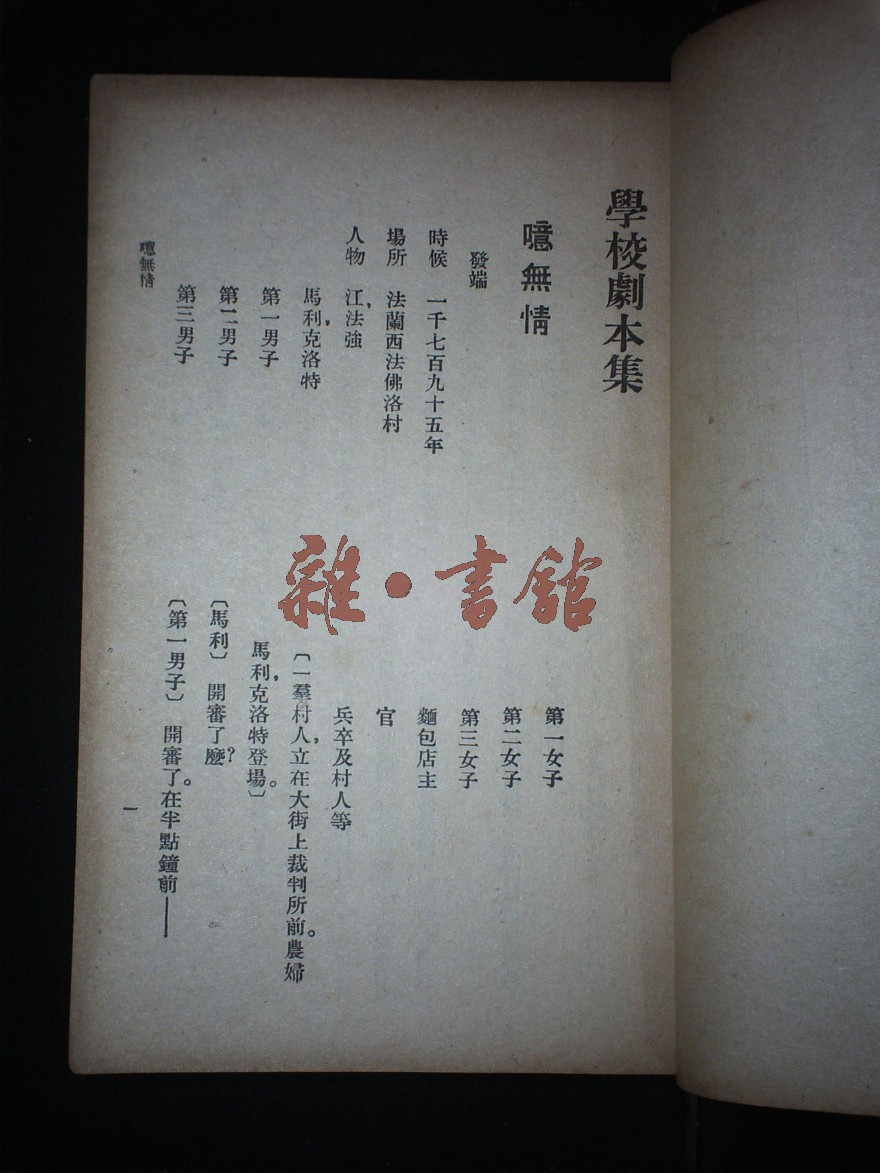 學校劇本集
噫無情
發端
時候 一千七百九十五年
場所 法蘭西法佛洛村
人物 江,法強
馬利,克洛特
第一男子
第二男子
第三男子
第一女子
第二女子
第三女子
麵包店主
官
兵卒及村人等
〔一羣村人,立在大街上裁判所前。農婦
馬利,克洛特登場。〕
〔馬利〕 開審了麼?
〔第一男子〕 開審了。在半點鐘前——
噫無情
一
雜·書館